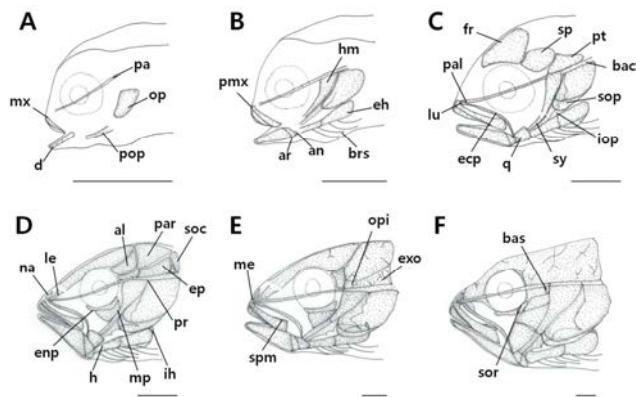 A
pa
op
mx
d
pop
B
hm
pmx
eh
ar
an
brs
C
fr
sp
pt
bac
pal
lu
sop
iop
ecp
q
sy
D
al
par
soc
le
na
ep
pr
enp
h
mp
ih
E
opi
exo
me
spm
F
bas
sor